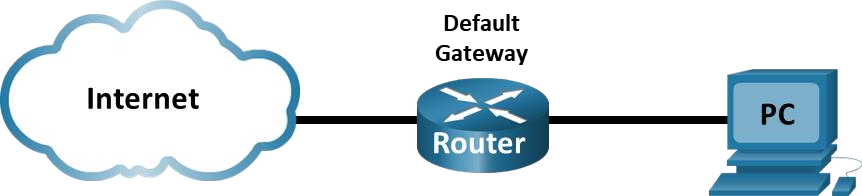 Default
Gateway
Internet
Router
PC